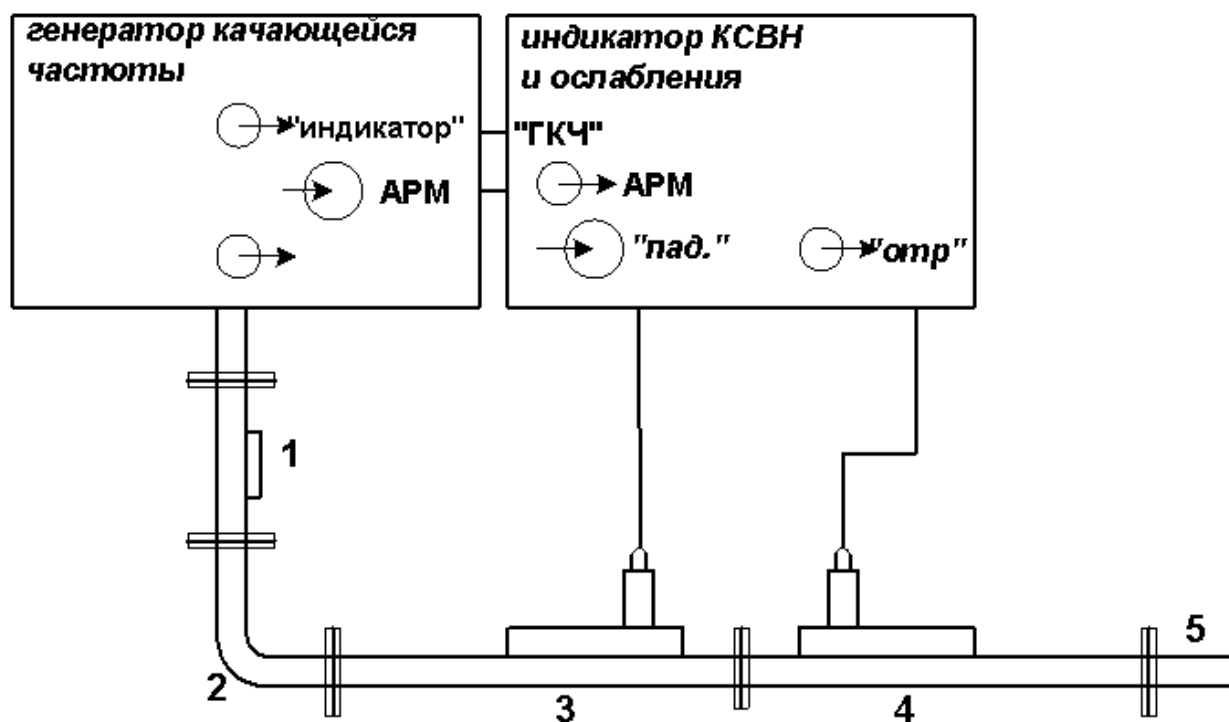 генератор качающейся
частоты
индикатор КСВН
и ослабления
"индикатор"
"ГКЧ"
АРМ
АРМ
"пад."
"отр"
1
2
3
4
5